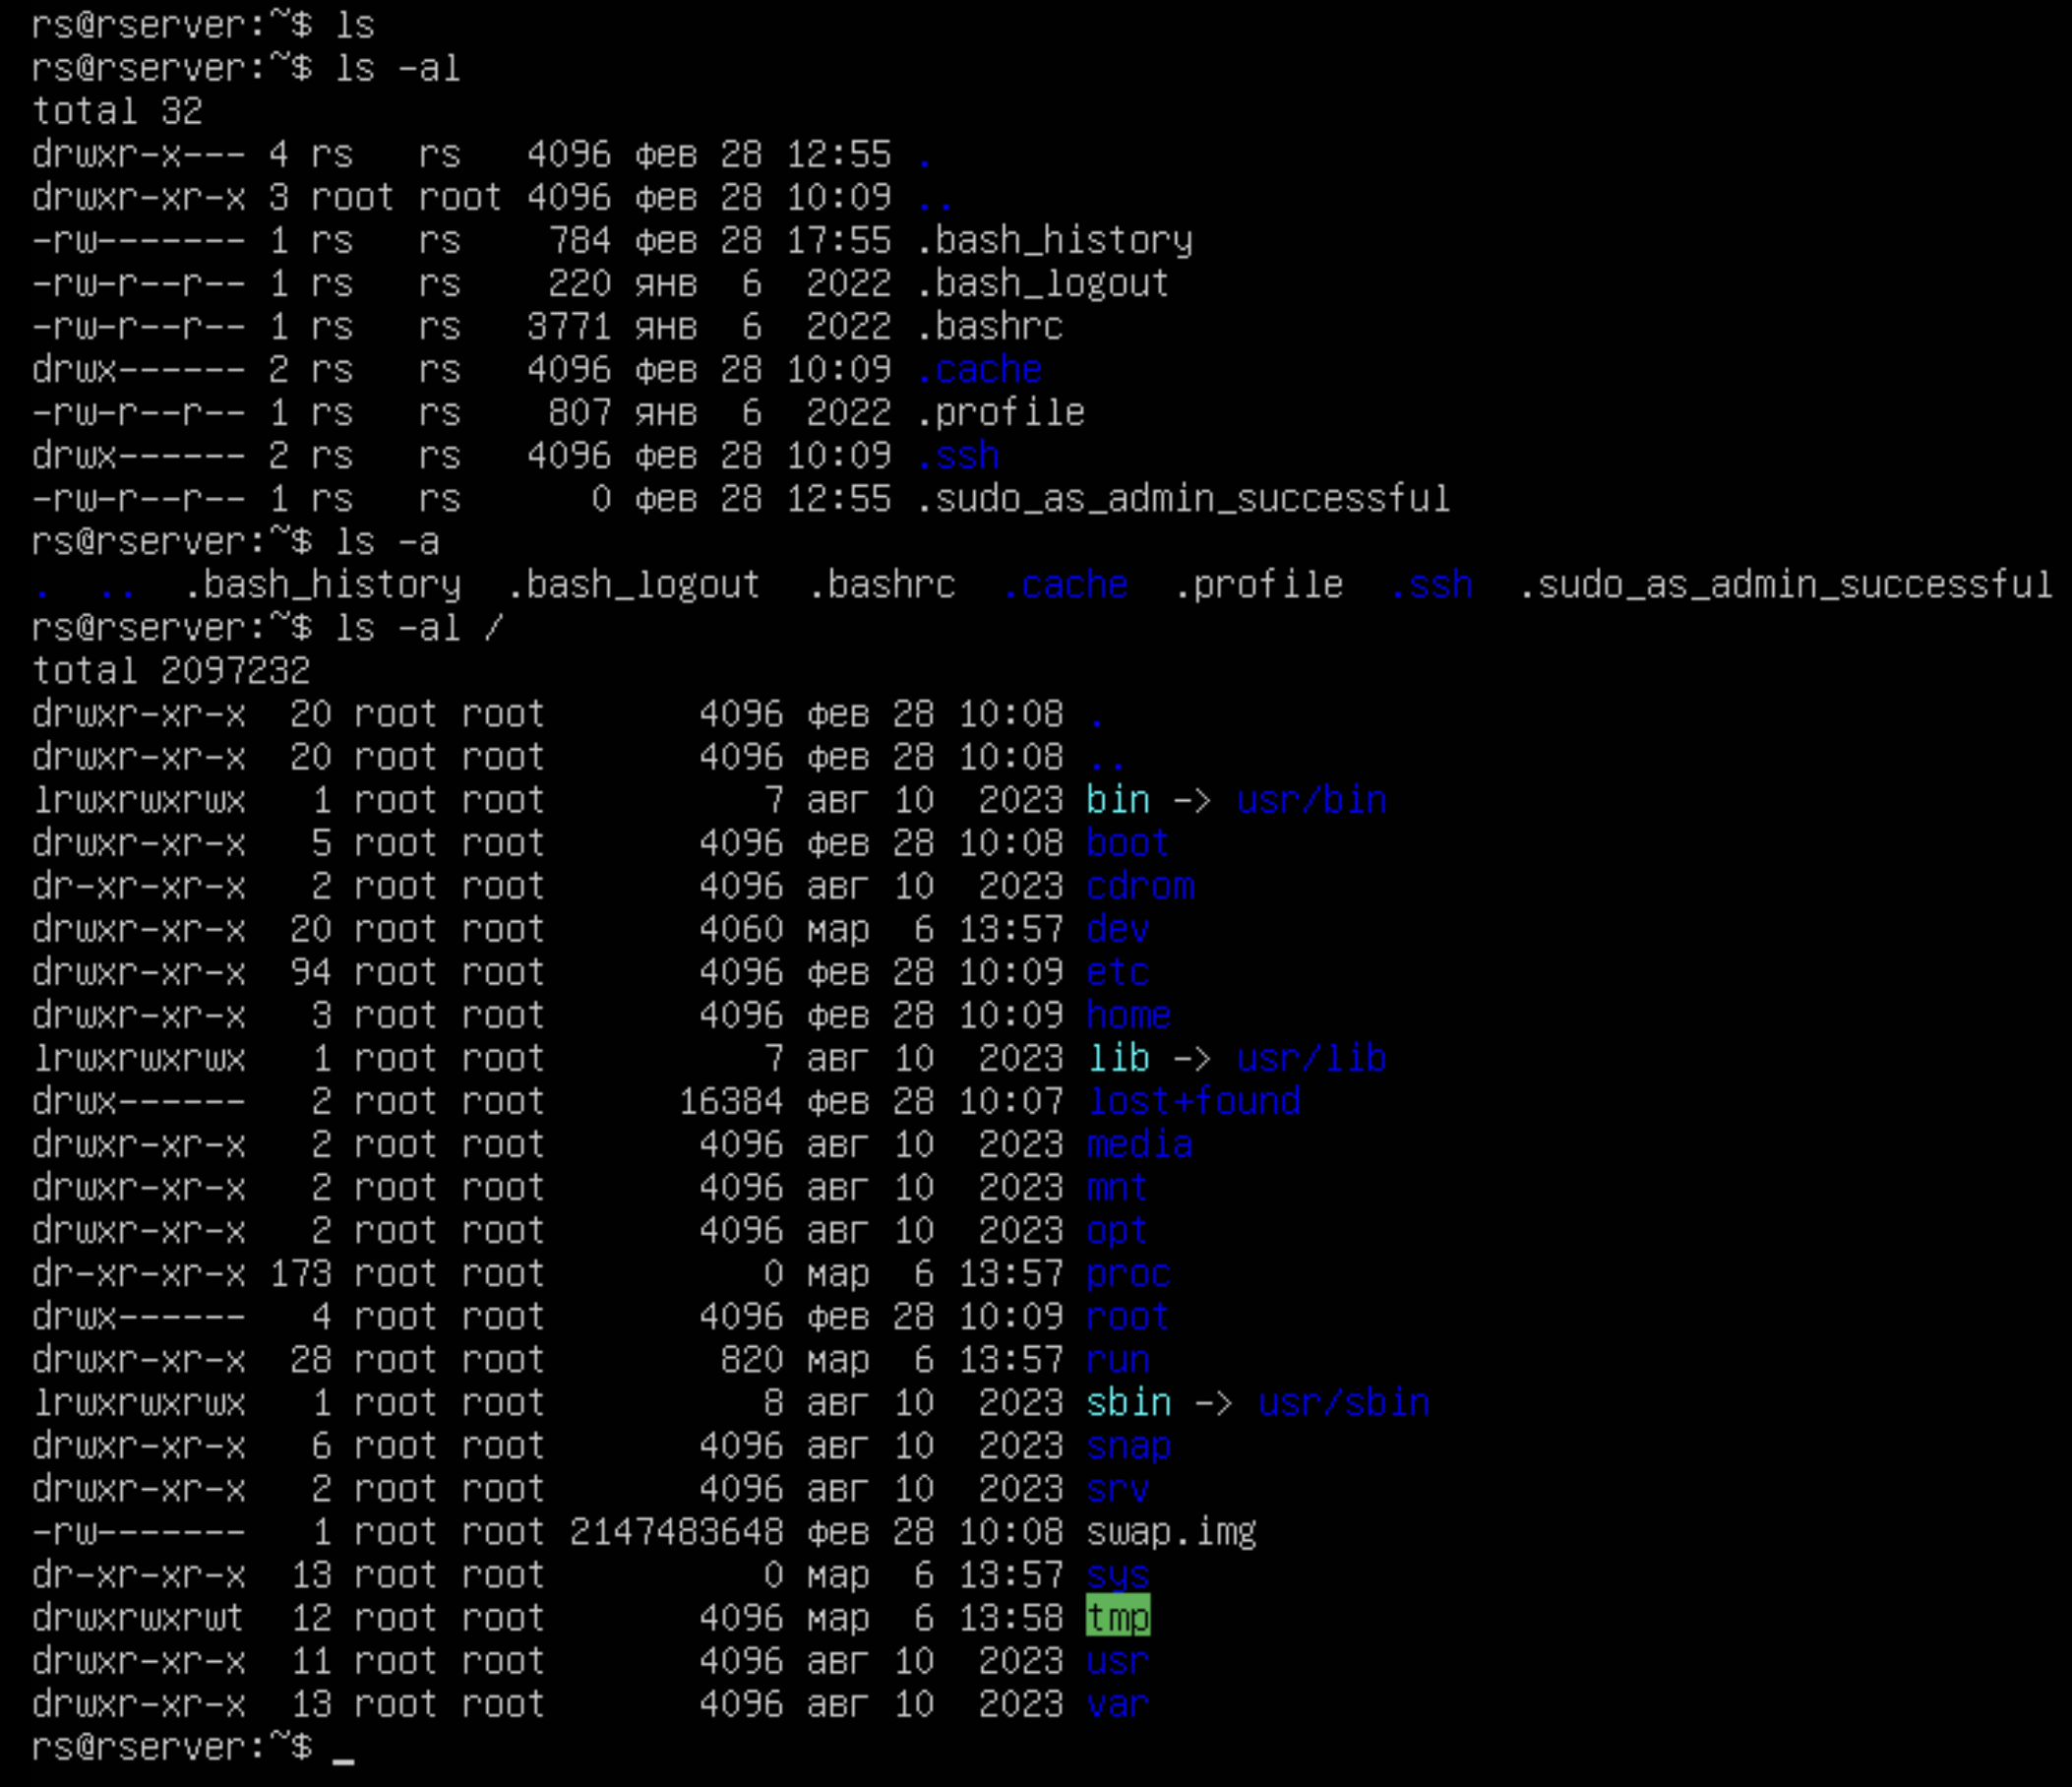 rs@rserver:~$ ls
rs@rserver:~$ ls -al
total 32
drwxr-x--- 4 rs   rs   4096 фев 28 12:55 .
drwxr-xr-x 3 root root 4096 фев 28 10:09 ..
-rw------- 1 rs   rs    784 фев 28 17:55 .bash_history
-rw-r--r-- 1 rs   rs    220 янв  6  2022 .bash_logout
-rw-r--r-- 1 rs   rs   3771 янв  6  2022 .bashrc
drwx------ 2 rs   rs   4096 фев 28 10:09 .cache
-rw-r--r-- 1 rs   rs    807 янв  6  2022 .profile
drwx------ 2 rs   rs   4096 фев 28 10:09 .ssh
-rw-r--r-- 1 rs   rs      0 фев 28 12:55 .sudo_as_admin_successful
rs@rserver:~$ ls -a
.  ..  .bash_history  .bash_logout  .bashrc  .cache  .profile  .ssh  .sudo_as_admin_successful
rs@rserver:~$ ls -al /
total 2097232
drwxr-xr-x  20 root root       4096 фев 28 10:08 .
drwxr-xr-x  20 root root       4096 фев 28 10:08 ..
lrwxrwxrwx   1 root root          7 авг 10  2023 bin -> usr/bin
drwxr-xr-x   5 root root       4096 фев 28 10:08 boot
dr-xr-xr-x   2 root root       4096 авг 10  2023 cdrom
drwxr-xr-x  20 root root       4060 мар  6 13:57 dev
drwxr-xr-x  94 root root       4096 фев 28 10:09 etc
drwxr-xr-x   3 root root       4096 фев 28 10:09 home
lrwxrwxrwx   1 root root          7 авг 10  2023 lib -> usr/lib
drwx------   2 root root      16384 фев 28 10:07 lost+found
drwxr-xr-x   2 root root       4096 авг 10  2023 media
drwxr-xr-x   2 root root       4096 авг 10  2023 mnt
drwxr-xr-x   2 root root       4096 авг 10  2023 opt
dr-xr-xr-x 173 root root          0 мар  6 13:57 proc
drwx------   4 root root       4096 фев 28 10:09 root
drwxr-xr-x  28 root root        820 мар  6 13:57 run
lrwxrwxrwx   1 root root          8 авг 10  2023 sbin -> usr/sbin
drwxr-xr-x   6 root root       4096 авг 10  2023 snap
drwxr-xr-x   2 root root       4096 авг 10  2023 srv
-rw-------   1 root root 2147483648 фев 28 10:08 swap.img
dr-xr-xr-x  13 root root          0 мар  6 13:57 sys
drwxrwxrwt  12 root root       4096 мар  6 13:58 tmp
drwxr-xr-x  11 root root       4096 авг 10  2023 usr
drwxr-xr-x  13 root root       4096 авг 10  2023 var
rs@rserver:~$ _